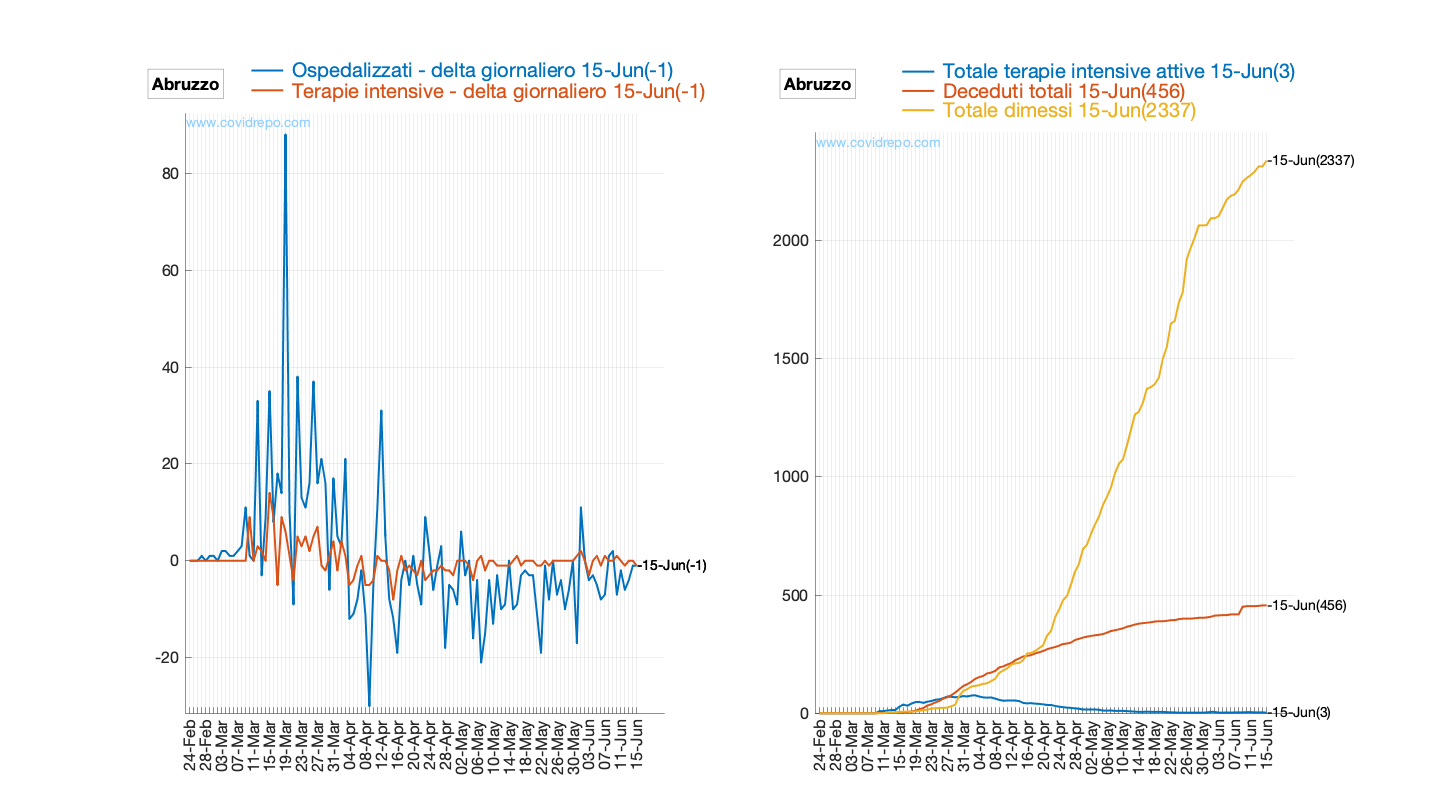 Abruzzo
Ospedalizzati - delta giornaliero 15-Jun(-1)
Terapie intensive - delta giornaliero 15-Jun(-1)
www.covidrepo.com
80
60
40
20
0
-20
-15-Jun(-1)
24-Feb
28-Feb
03-Mar
07-Mar
11-Mar
15-Mar
19-Mar
23-Mar
27-Mar
31-Mar
04-Apr
08-Apr
12-Apr
16-Apr
20-Apr
24-Apr
28-Apr
02-May
06-May
10-May
14-May
18-May
22-May
26-May
30-May
03-Jun
07-Jun
11-Jun
15-Jun
Abruzzo
Totale terapie intensive attive 15-Jun(3)
Deceduti totali 15-Jun(456)
Totale dimessi 15-Jun(2337)
www.covidrepo.com
-15-Jun(2337)
2000
1500
1000
500
-15-Jun(456)
0
-15-Jun(3)
24-Feb
28-Feb
03-Mar
07-Mar
11-Mar
15-Mar
19-Mar
23-Mar
27-Mar
31-Mar
04-Apr
08-Apr
12-Apr
16-Apr
20-Apr
24-Apr
28-Apr
02-May
06-May
10-May
14-May
18-May
22-May
26-May
30-May
03-Jun
07-Jun
11-Jun
15-Jun